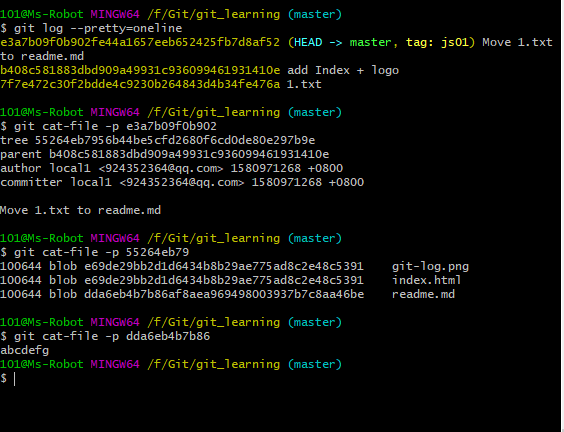 101@Ms-Robot MINGW64 /f/Git/git_learning (master)
$ git log --pretty=oneline
e3a7b09f0b902fe44a1657eeb652425fb7d8af52 (HEAD -> master, tag: js01) Move 1.txt
to readme.md
b408c581883dbd909a49931c936099461931410e add Index + logo
7f7e472c30f2bdde4c9230b264843d4b34fe476a 1.txt
101@Ms-Robot MINGW64 /f/Git/git_learning (master)
$ git cat-file -p e3a7b09f0b902
tree 55264eb7956b44be5cfd2680f6cd0de80e297b9e
parent b408c581883dbd909a49931c936099461931410e
author local1 <924352364@qq.com> 1580971268 +0800
committer local1 <924352364@qq.com> 1580971268 +0800
Move 1.txt to readme.md
101@Ms-Robot MINGW64 /f/Git/git_learning (master)
$ git cat-file -p 55264eb79
100644 blob e69de29bb2d1d6434b8b29ae775ad8c2e48c5391    git-log.png
100644 blob e69de29bb2d1d6434b8b29ae775ad8c2e48c5391    index.html
100644 blob dda6eb4b7b86af8aea969498003937b7c8aa46be    readme.md
101@Ms-Robot MINGW64 /f/Git/git_learning (master)
$ git cat-file -p dda6eb4b7b86
abcdefg
101@Ms-Robot MINGW64 /f/Git/git_learning (master)
$